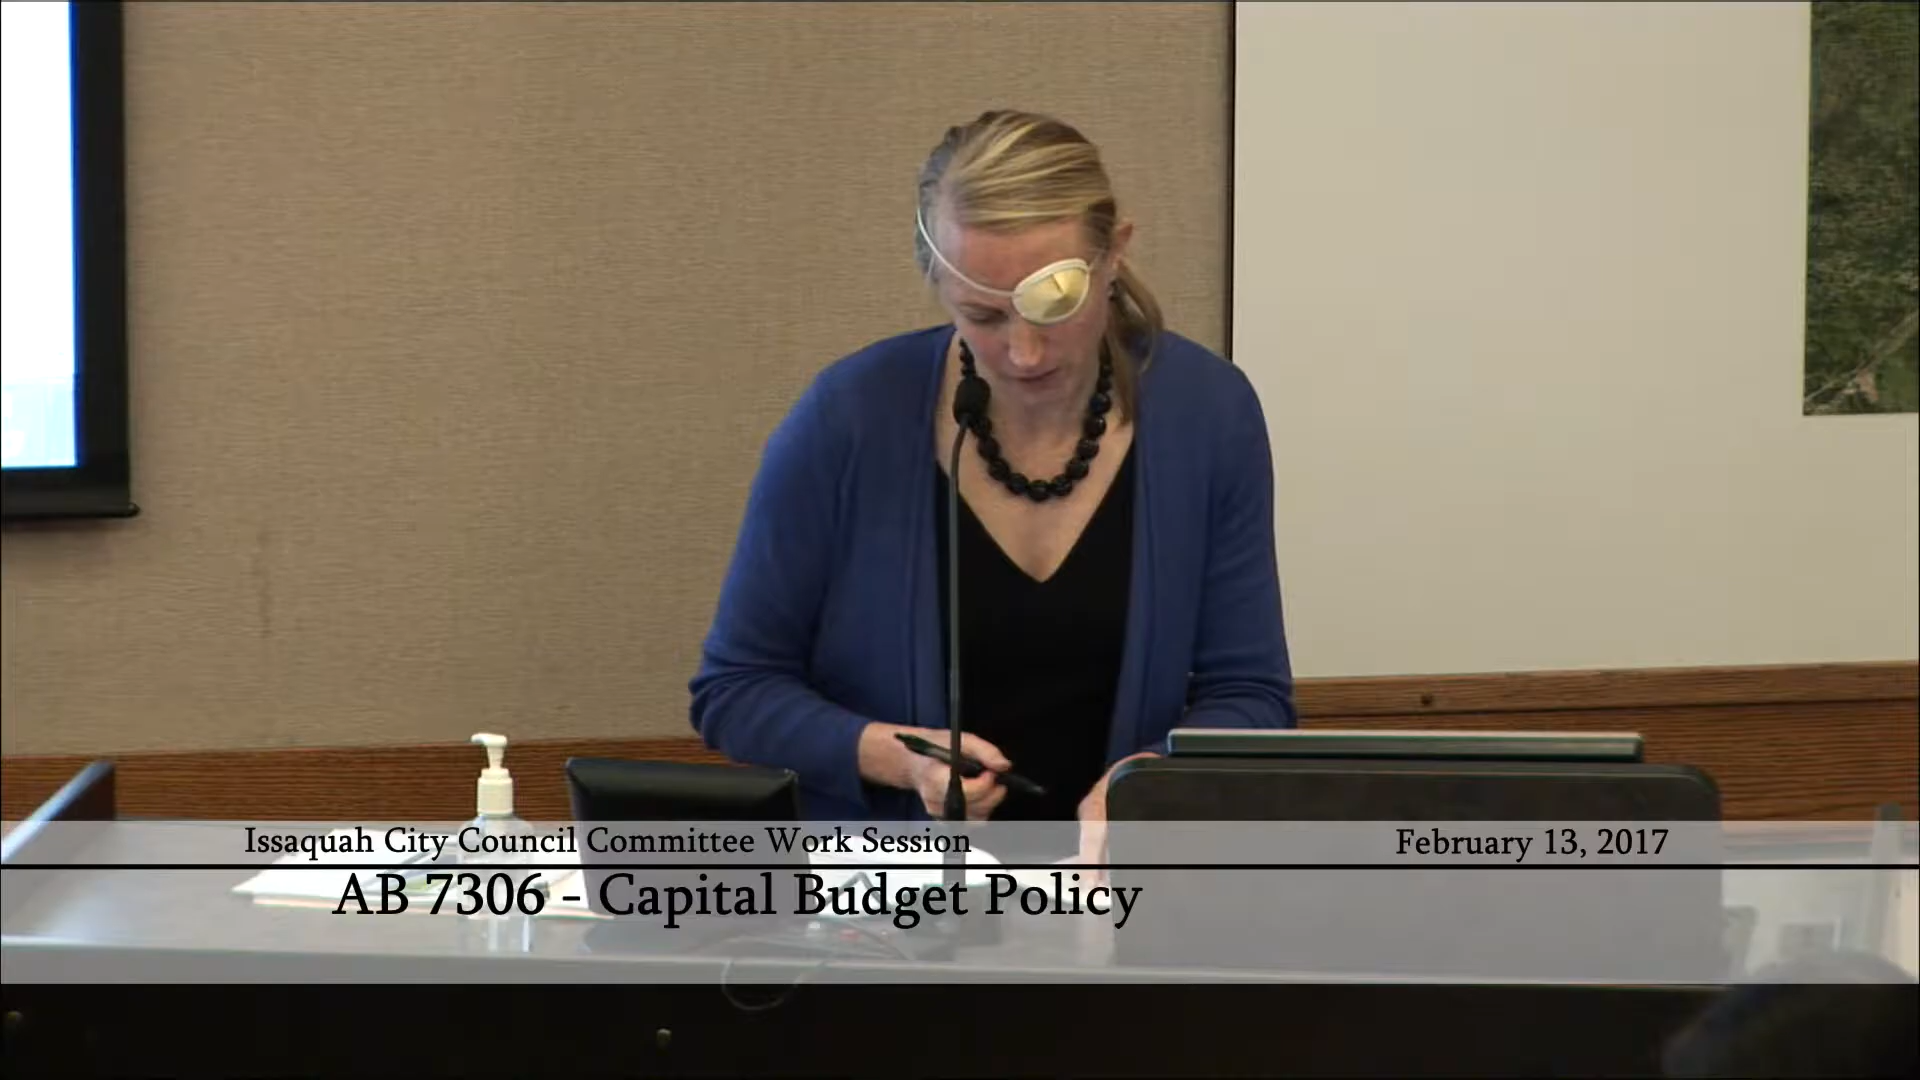 Issaquah City Council Committee Work Session
February 13, 2017
AB 7306 - Capital Budget Policy